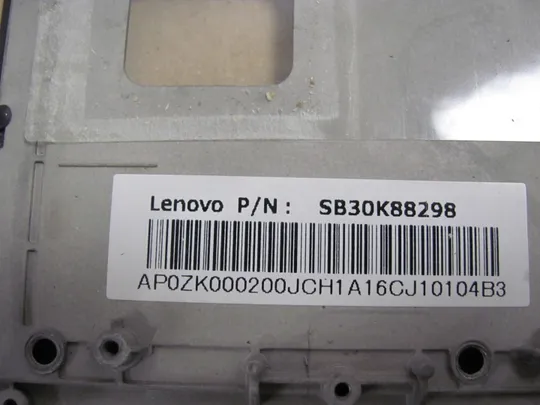 Lenovo P/N: SB30K88298
AP0ZK000200JCH1A16CJ10104B3